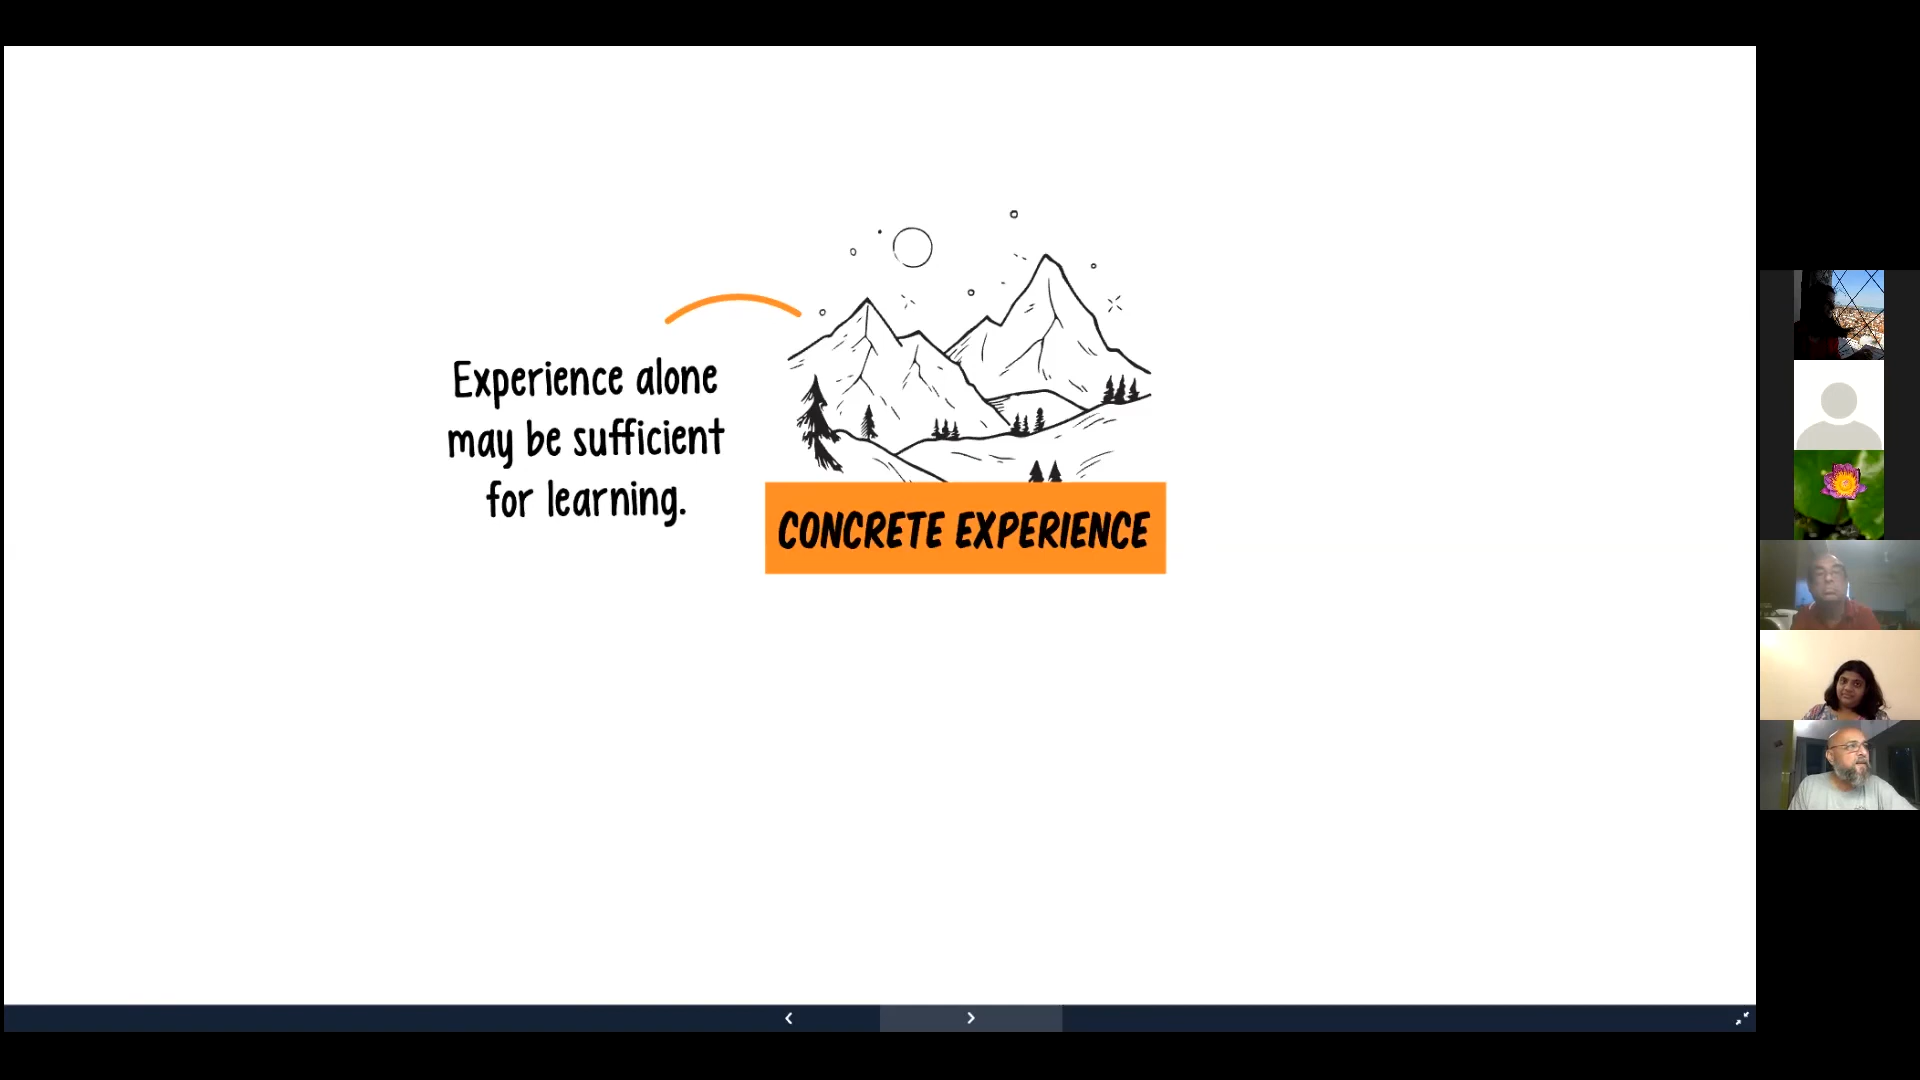 Experience alone
may be sufficient
for learning.
CONCRETE EXPERIENCE